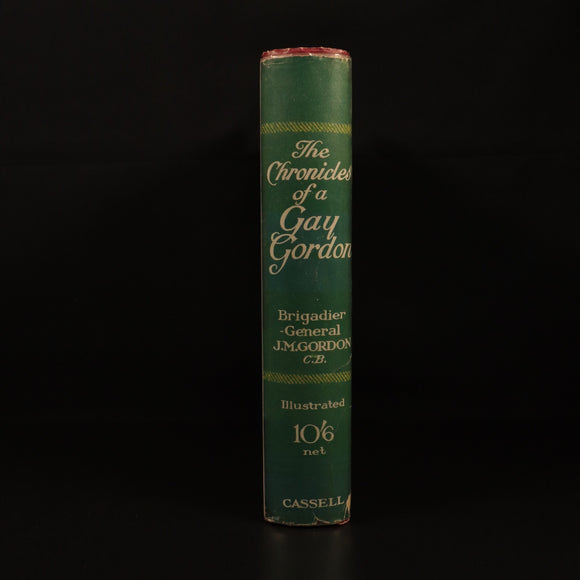 The
Chronicles
of a
Gay
Gordon
Brigadier
-General
J.M.GORDON
C.B.
Illustrated
10'6
net
CASSELL